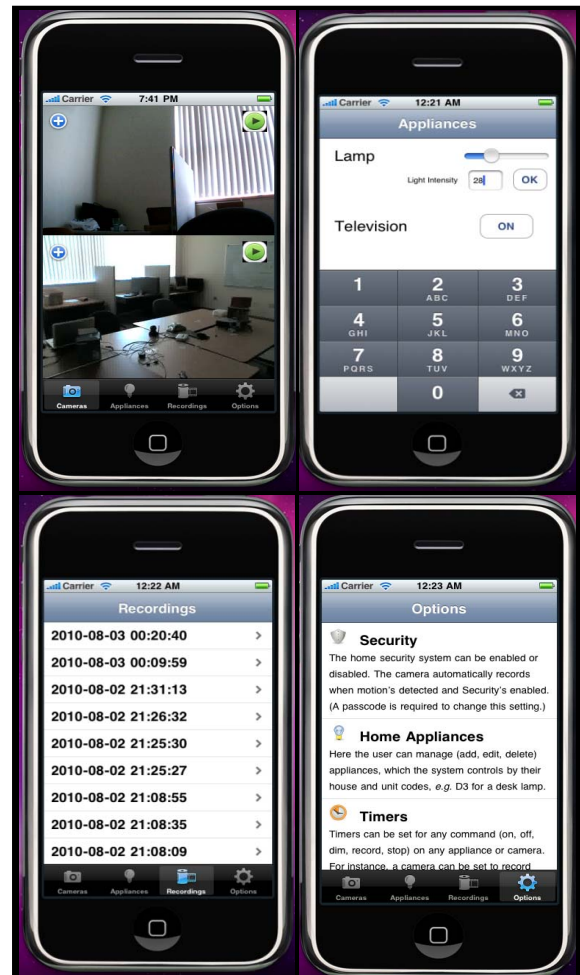 Carrier 7:41 PM
Cameras Appliances Recordings Options
Carrier 12:21 AM
Appliances
Lamp
Light Intensity 28 OK
Television ON
1 2 3
ABC DEF
4 5 6
GHI JKL MNO
7 8 9
PQRS TUV WXYZ
0
Carrier 12:22 AM
Recordings
2010-08-03 00:20:40
2010-08-03 00:09:59
2010-08-02 21:31:13
2010-08-02 21:26:32
2010-08-02 21:25:30
2010-08-02 21:25:27
2010-08-02 21:08:55
2010-08-02 21:08:35
2010-08-02 21:08:09
Cameras Appliances Recordings Options
Carrier 12:23 AM
Options
Security
The home security system can be enabled or
disabled. The camera automatically records
when motion's detected and Security's enabled.
(A passcode is required to change this setting.)
Home Appliances
Here the user can manage (add, edit, delete)
appliances, which the system controls by their
house and unit codes, e.g. D3 for a desk lamp.
Timers
Timers can be set for any command (on, off,
dim, record, stop) on any appliance or camera.
For instance, a camera can be set to record
Cameras Appliances Recordings Options